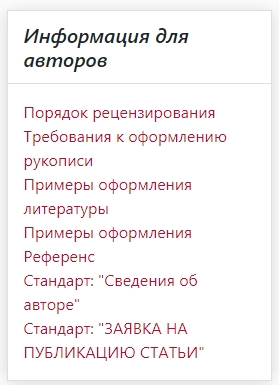 Информация для
авторов
Порядок рецензирования
Требования к оформлению
рукописи
Примеры оформления
литературы
Примеры оформления
Референс
Стандарт: "Сведения об
авторе"
Стандарт: "ЗАЯВКА НА
ПУБЛИКАЦИЮ СТАТЬИ"